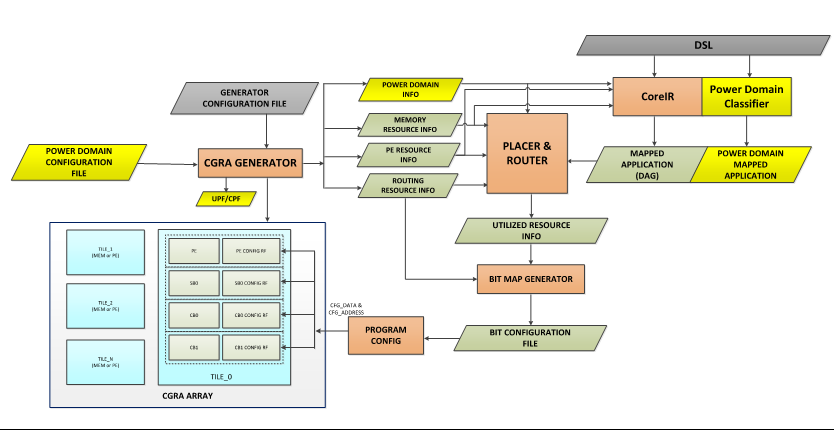 DSL
GENERATOR
CONFIGURATION FILE
POWER DOMAIN
INFO
CoreIR
Power Domain
Classifier
MEMORY
RESOURCE INFO
PLACER &
ROUTER
POWER DOMAIN
CONFIGURATION
FILE
CGRA GENERATOR
PE RESOURCE
INFO
MAPPED
APPLICATION
(DAG)
POWER DOMAIN
MAPPED
APPLICATION
ROUTING
RESOURCE INFO
UPF/CPF
UTILIZED RESOURCE
INFO
TILE_1
(MEM or PE)
PE
PE CONFIG RF
BIT MAP GENERATOR
SB0
SB0 CONFIG RF
TILE_2
(MEM or PE)
CB0
CB0 CONFIG RF
CFG_DATA &
CFG_ADDRESS
PROGRAM
CONFIG
BIT CONFIGURATION
FILE
CB1
CB1 CONFIG RF
TILE_N
(MEM or PE)
TILE_0
CGRA ARRAY